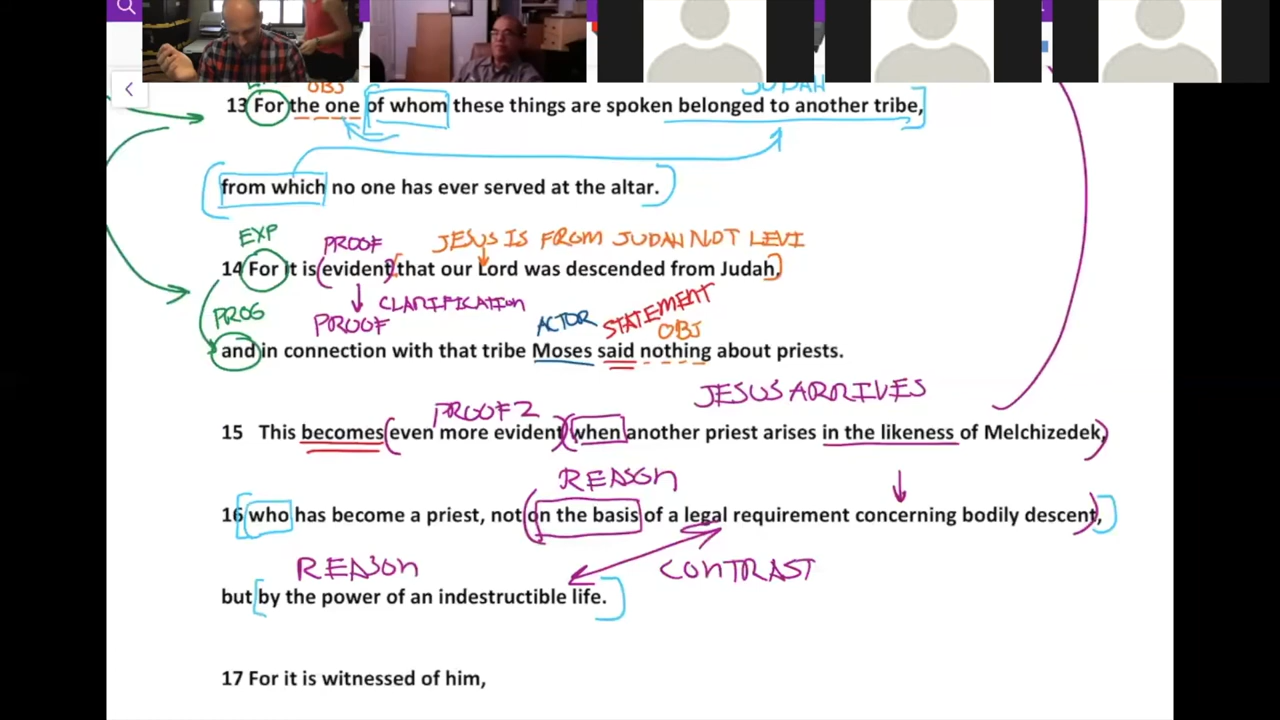 OBJ
JUDAH
13 For the one of whom these things are spoken belonged to another tribe,
from which no one has ever served at the altar.
EXP PROOF JESUS IS FROM JUDAH NOT LEVI
14 For it is evident that our Lord was descended from Judah,
PROG PROOF CLARIFICATION ACTOR STATEMENT OBJ
and in connection with that tribe Moses said nothing about priests.
PROOF 2 JESUS ARRIVES
15 This becomes even more evident when another priest arises in the likeness of Melchizedek,
REASON
16 who has become a priest, not on the basis of a legal requirement concerning bodily descent,
REASON CONTRAST
but by the power of an indestructible life.
17 For it is witnessed of him,